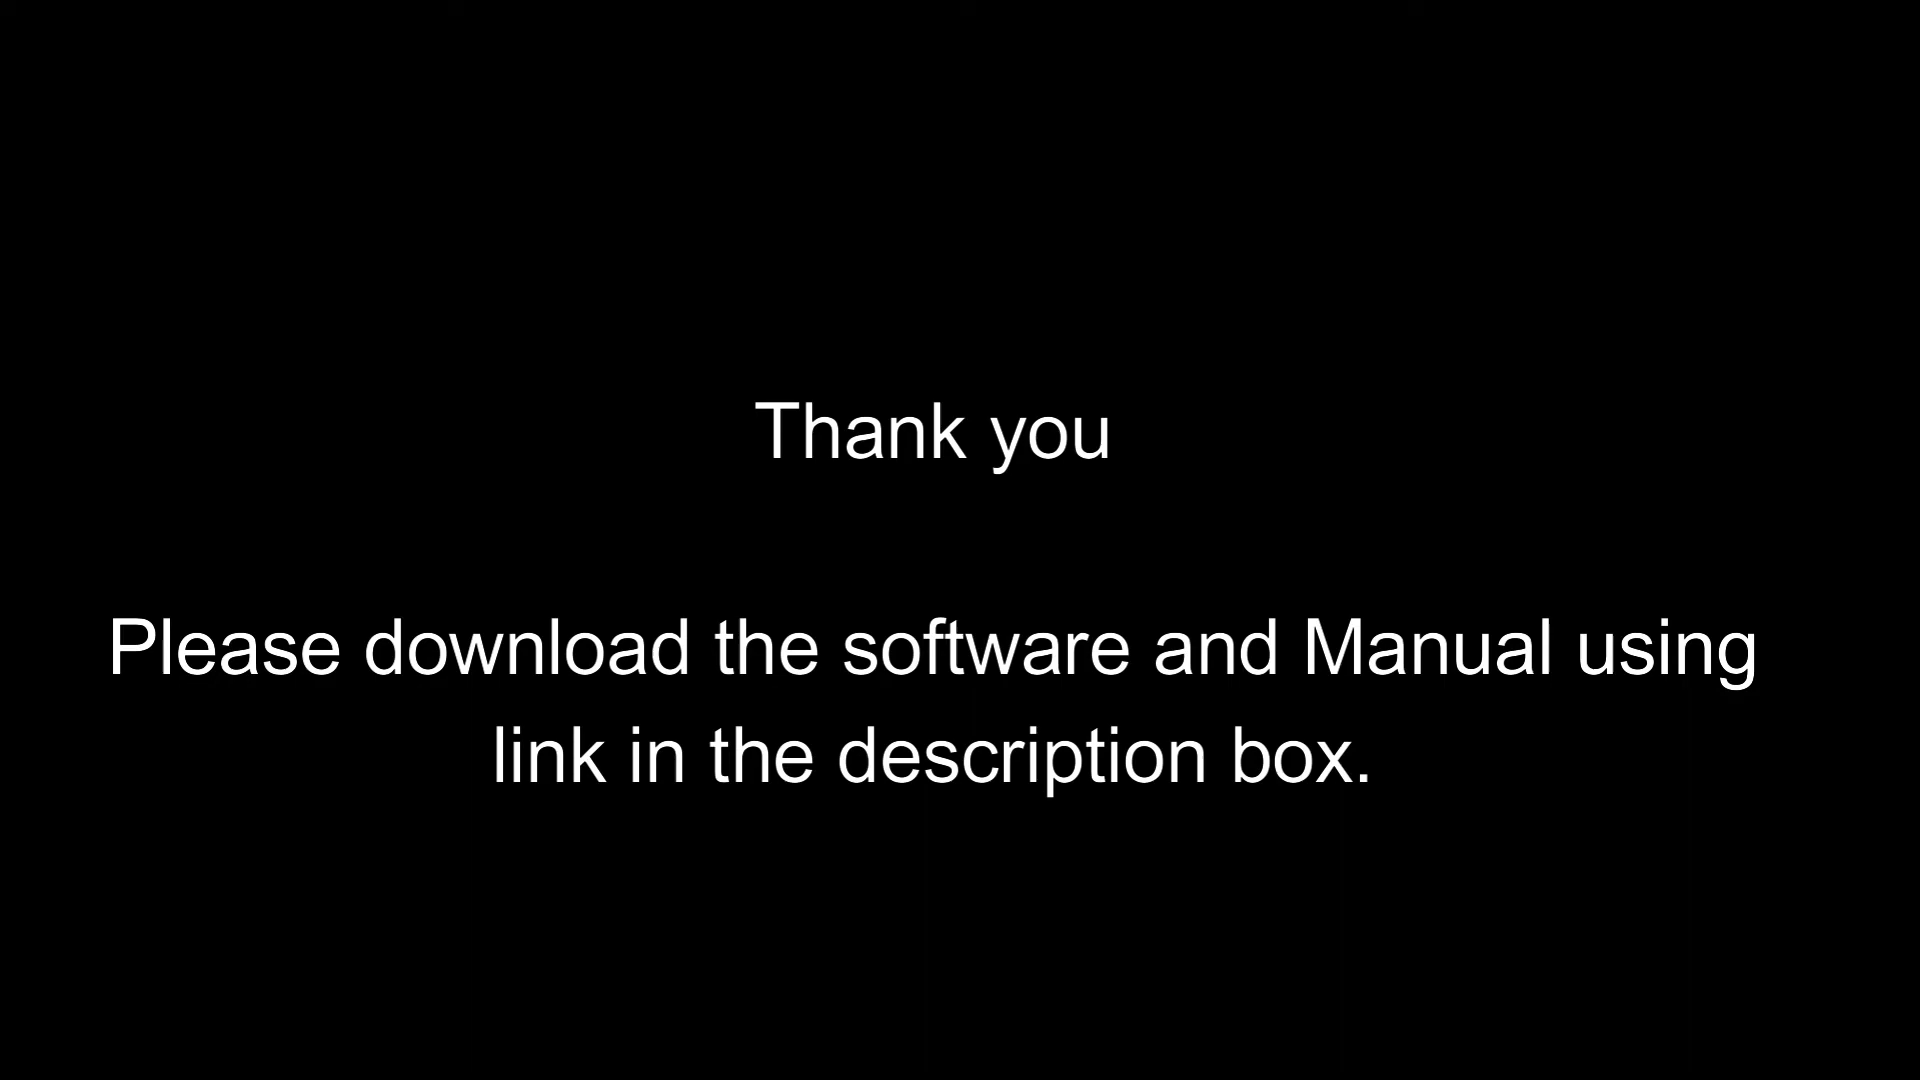 Thank you
Please download the software and Manual using
link in the description box.